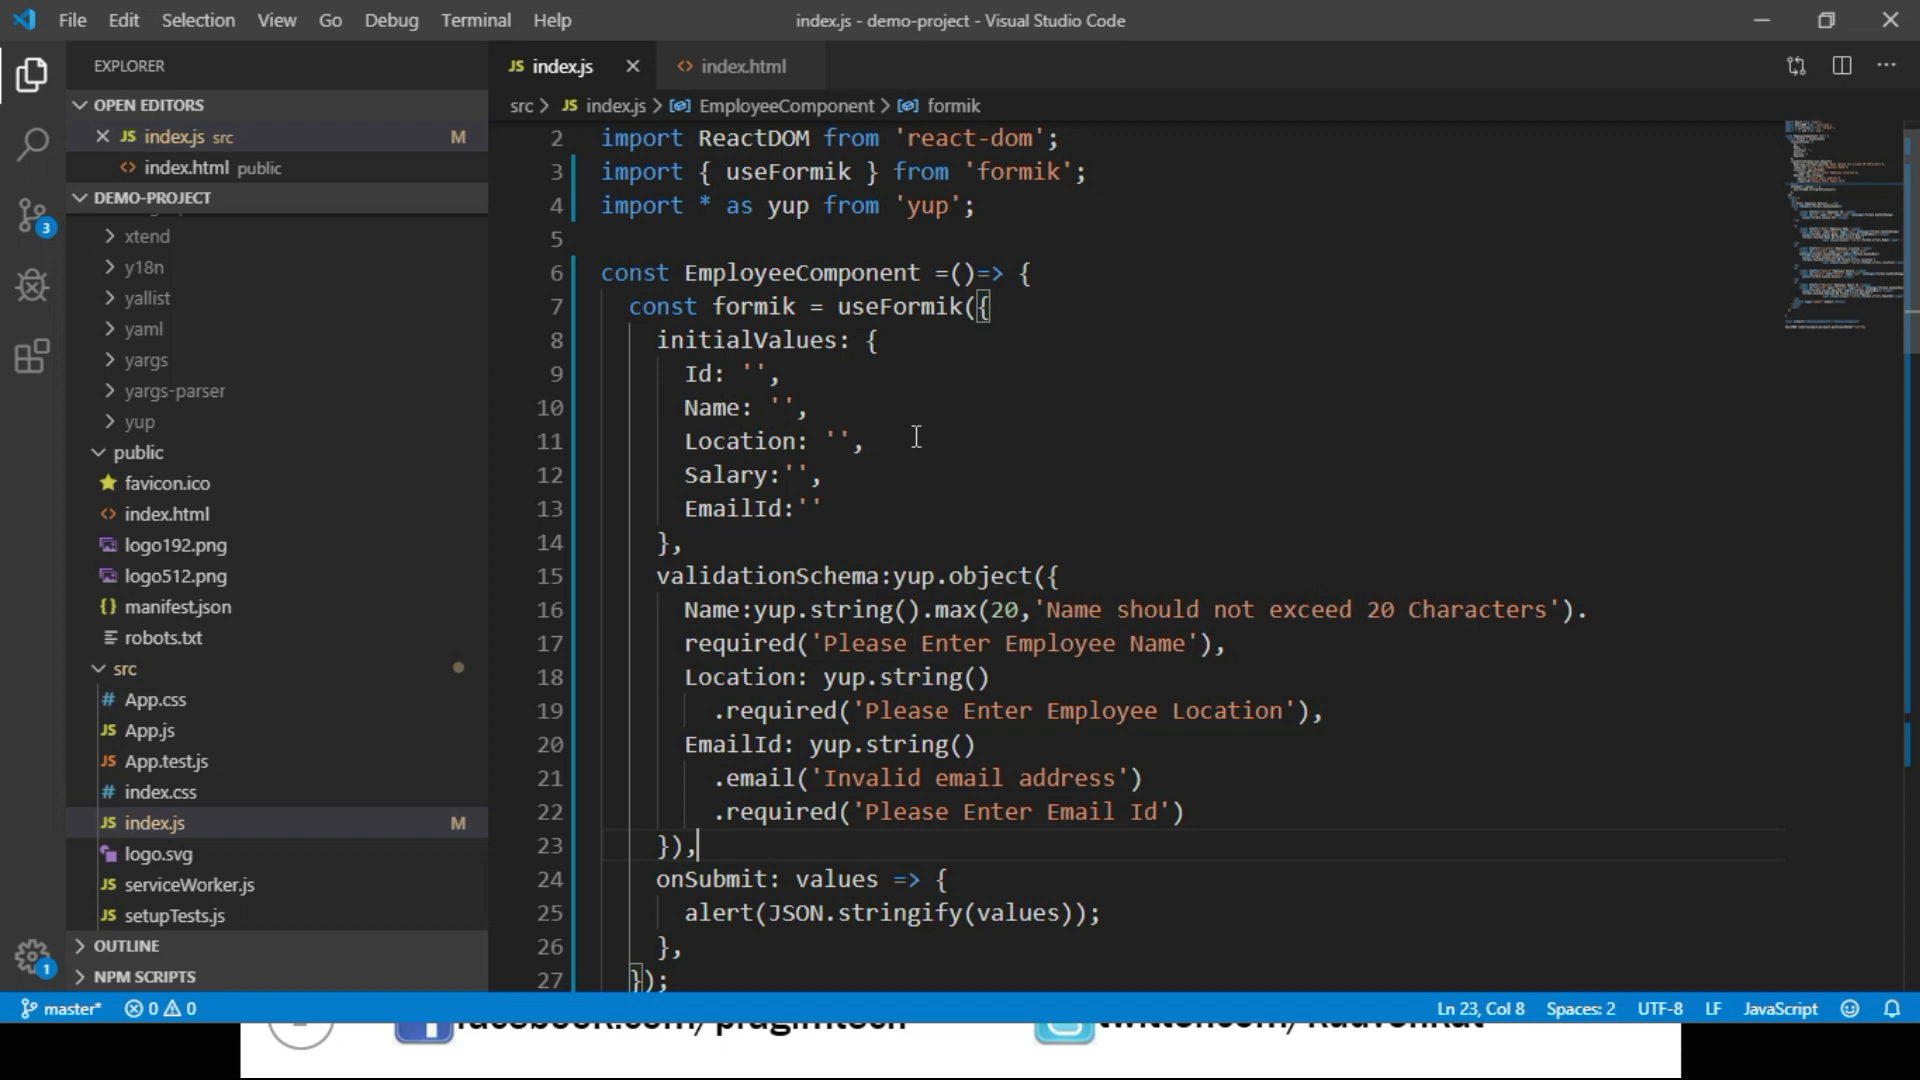 File Edit Selection View Go Debug Terminal Help
index.js - demo-project - Visual Studio Code
EXPLORER
OPEN EDITORS
JS index.js src M
<> index.html public
DEMO-PROJECT
xtend
y18n
yallist
yaml
yargs
yargs-parser
yup
public
favicon.ico
<> index.html
logo192.png
logo512.png
{} manifest.json
robots.txt
src
# App.css
JS App.js
JS App.test.js
# index.css
JS index.js M
logo.svg
JS serviceWorker.js
JS setupTests.js
OUTLINE
NPM SCRIPTS
3
1
JS index.js
<> index.html
src > JS index.js > EmployeeComponent > formik
2 import ReactDOM from 'react-dom';
3 import { useFormik } from 'formik';
4 import * as yup from 'yup';
5
6 const EmployeeComponent =()=> {
7 const formik = useFormik({
8 initialValues: {
9 Id: '',
10 Name: '',
11 Location: '',
12 Salary:'',
13 EmailId:''
14 },
15 validationSchema:yup.object({
16 Name:yup.string().max(20,'Name should not exceed 20 Characters').
17 required('Please Enter Employee Name'),
18 Location: yup.string()
19 .required('Please Enter Employee Location'),
20 EmailId: yup.string()
21 .email('Invalid email address')
22 .required('Please Enter Email Id')
23 }),
24 onSubmit: values => {
25 alert(JSON.stringify(values));
26 },
27 });
master* 0 0 Ln 23, Col 8 Spaces: 2 UTF-8 LF JavaScript
facebook.com/pragimtech